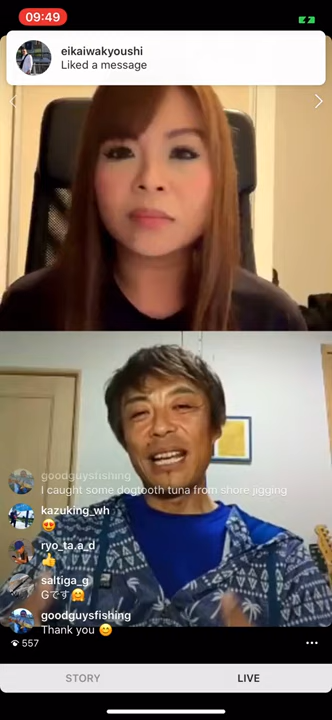 09:49
eikaiwakyoushi
Liked a message
goodguysfishing
I caught some dogtooth tuna from shore jigging
kazuking_wh
😍
ryo_ta.a_d
👍
saltiga_g
Gです🤗
goodguysfishing
Thank you 😊
557
STORY
LIVE